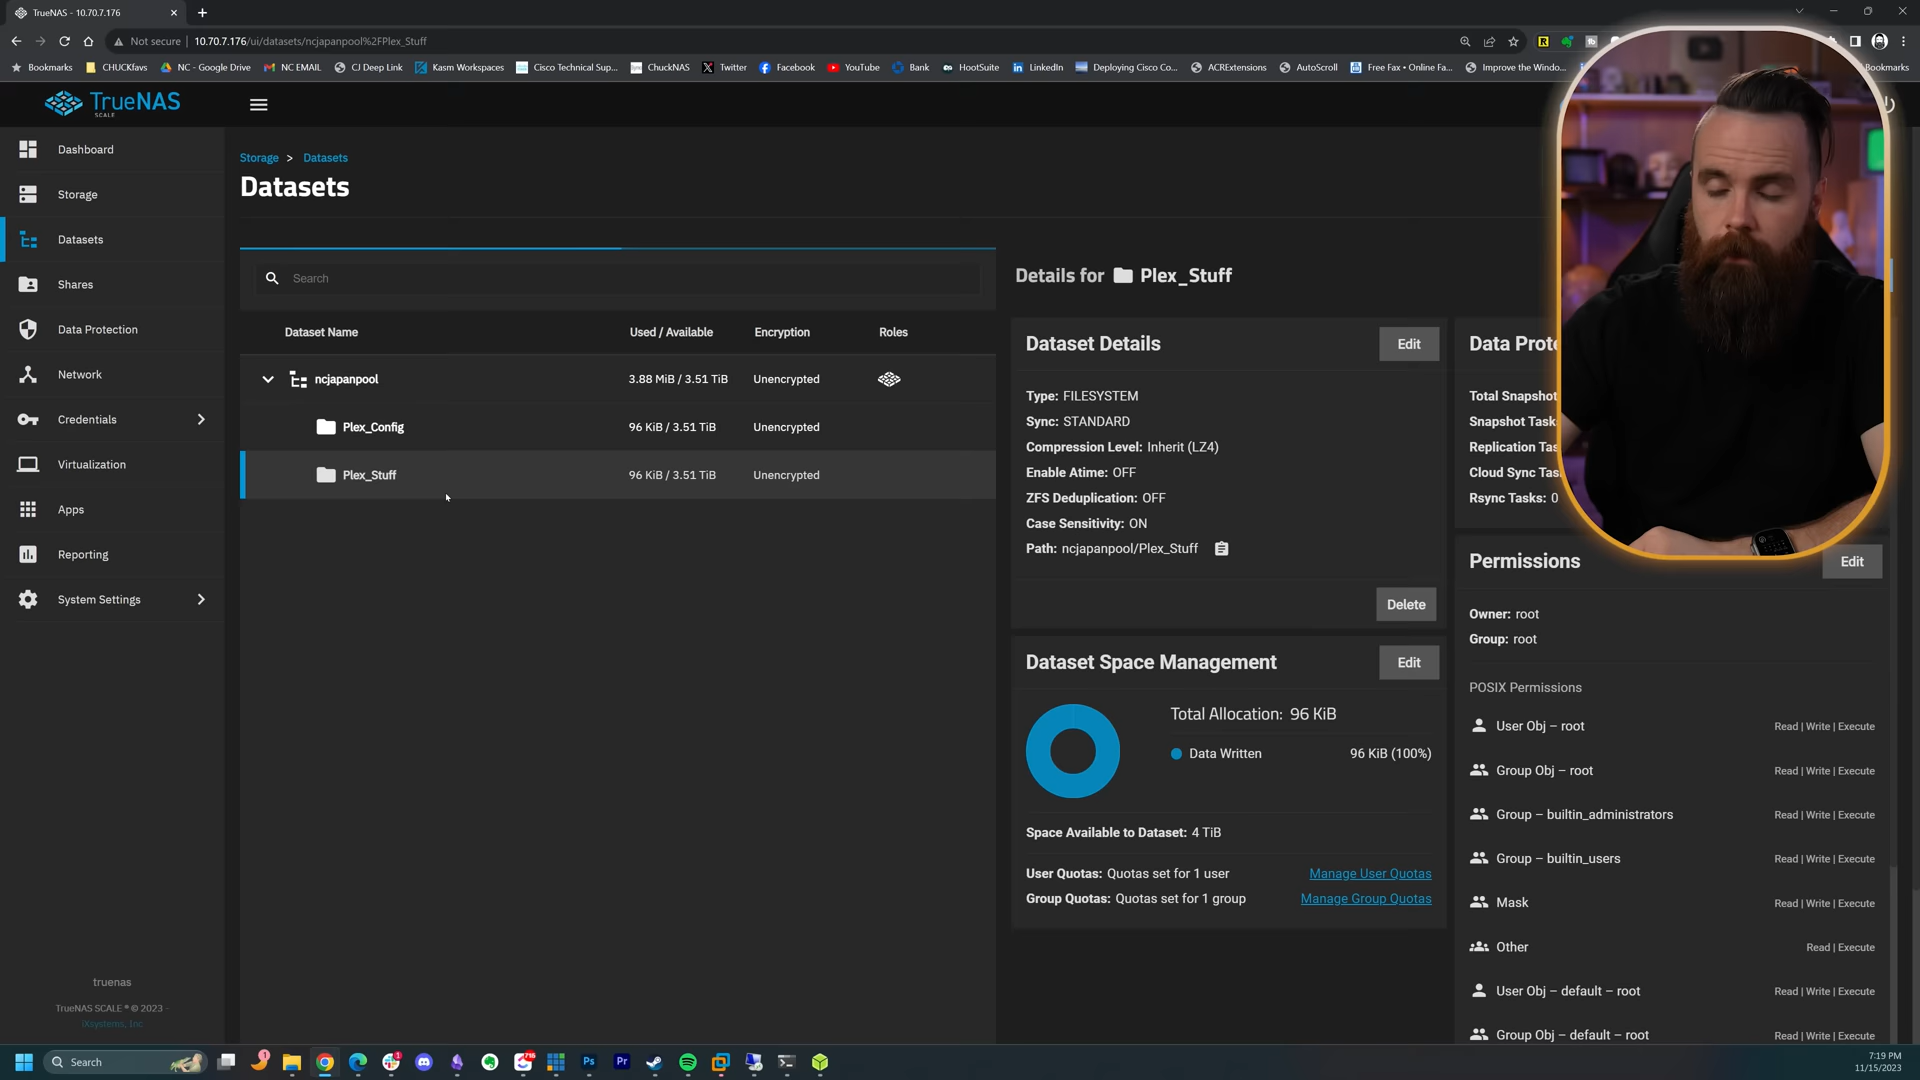 TrueNAS - 10.70.7.176
Not secure 10.70.7.176/ui/datasets/ncjapanpool%2FPlex_Stuff
Bookmarks CHUCKfavs NC - Google Drive NC EMAIL CJ Deep Link Kasm Workspaces Cisco Technical Sup... ChuckNAS Twitter Facebook YouTube Bank HootSuite LinkedIn Deploying Cisco Co... ACRExtensions AutoScroll Free Fax • Online Fa... Improve the Windo... Bookmarks
TrueNAS
SCALE
Dashboard
Storage
Datasets
Shares
Data Protection
Network
Credentials
Virtualization
Apps
Reporting
System Settings
truenas
TrueNAS SCALE ® © 2023 -
iXsystems, Inc
Storage > Datasets
Datasets
Search
Dataset Name Used / Available Encryption Roles
ncjapanpool 3.88 MiB / 3.51 TiB Unencrypted
Plex_Config 96 KiB / 3.51 TiB Unencrypted
Plex_Stuff 96 KiB / 3.51 TiB Unencrypted
Details for Plex_Stuff
Dataset Details Edit
Type: FILESYSTEM
Sync: STANDARD
Compression Level: Inherit (LZ4)
Enable Atime: OFF
ZFS Deduplication: OFF
Case Sensitivity: ON
Path: ncjapanpool/Plex_Stuff
Delete
Dataset Space Management Edit
Total Allocation: 96 KiB
Data Written 96 KiB (100%)
Space Available to Dataset: 4 TiB
User Quotas: Quotas set for 1 user Manage User Quotas
Group Quotas: Quotas set for 1 group Manage Group Quotas
Data Prote
Total Snapshot
Snapshot Task
Replication Tas
Cloud Sync Tas
Rsync Tasks: 0
Permissions Edit
Owner: root
Group: root
POSIX Permissions
User Obj – root Read | Write | Execute
Group Obj – root Read | Write | Execute
Group – builtin_administrators Read | Write | Execute
Group – builtin_users Read | Write | Execute
Mask Read | Write | Execute
Other Read | Execute
User Obj – default – root Read | Write | Execute
Group Obj – default – root Read | Write | Execute
Search
1
1
716
Ps
Pr
7:19 PM
11/15/2023